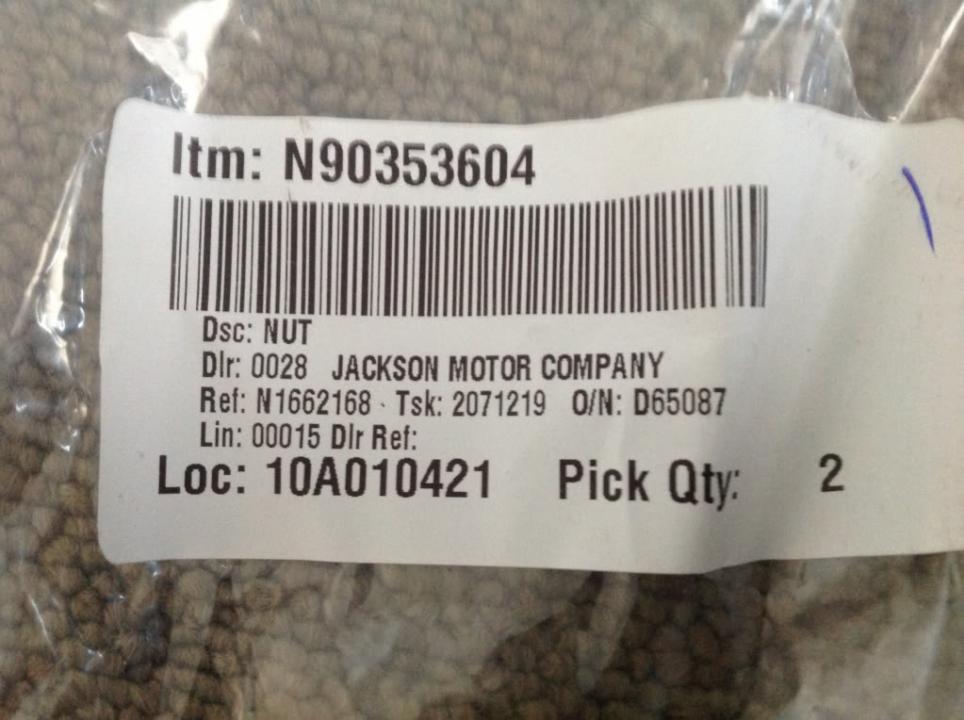 Itm: N90353604
Dsc: NUT
Dlr: 0028 JACKSON MOTOR COMPANY
Ref: N1662168 Tsk: 2071219 O/N: D65087
Lin: 00015 Dlr Ref:
Loc: 10A010421 Pick Qty: 2